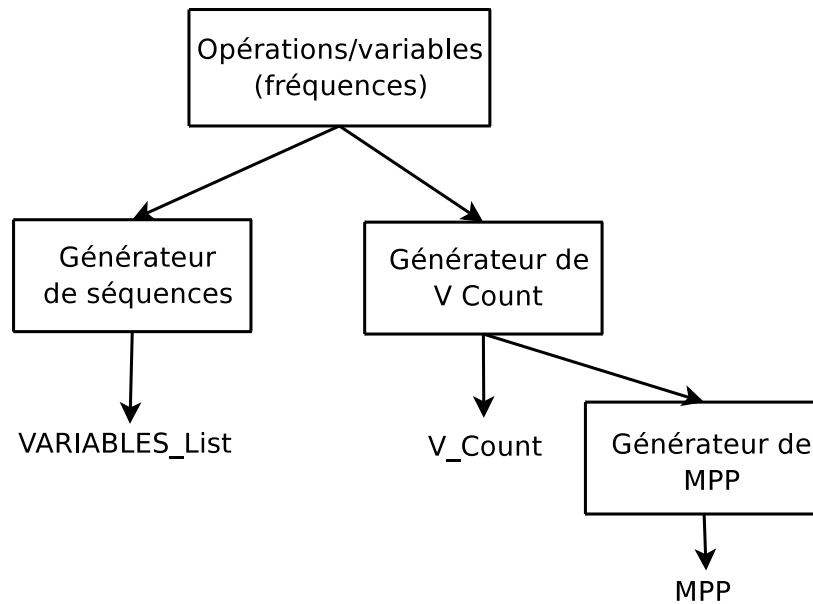 Opérations/variables
(fréquences)
Générateur
de séquences
Générateur de
V Count
VARIABLES_List
V_Count
Générateur de
MPP
MPP